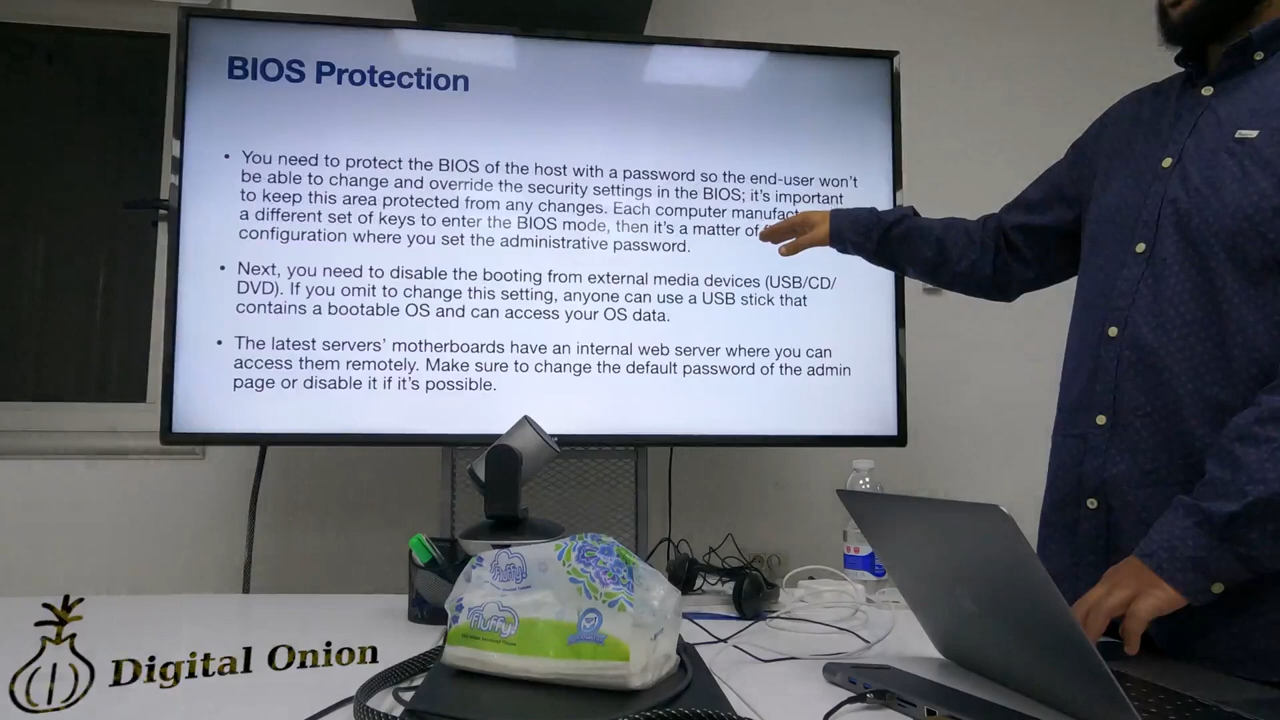 BIOS Protection
• You need to protect the BIOS of the host with a password so the end-user won't
be able to change and override the security settings in the BIOS; it's important
to keep this area protected from any changes. Each computer manufact
a different set of keys to enter the BIOS mode, then it's a matter of
configuration where you set the administrative password.
• Next, you need to disable the booting from external media devices (USB/CD/
DVD). If you omit to change this setting, anyone can use a USB stick that
contains a bootable OS and can access your OS data.
• The latest servers' motherboards have an internal web server where you can
access them remotely. Make sure to change the default password of the admin
page or disable it if it's possible.
Fluffy!
Fluffy!
Digital Onion